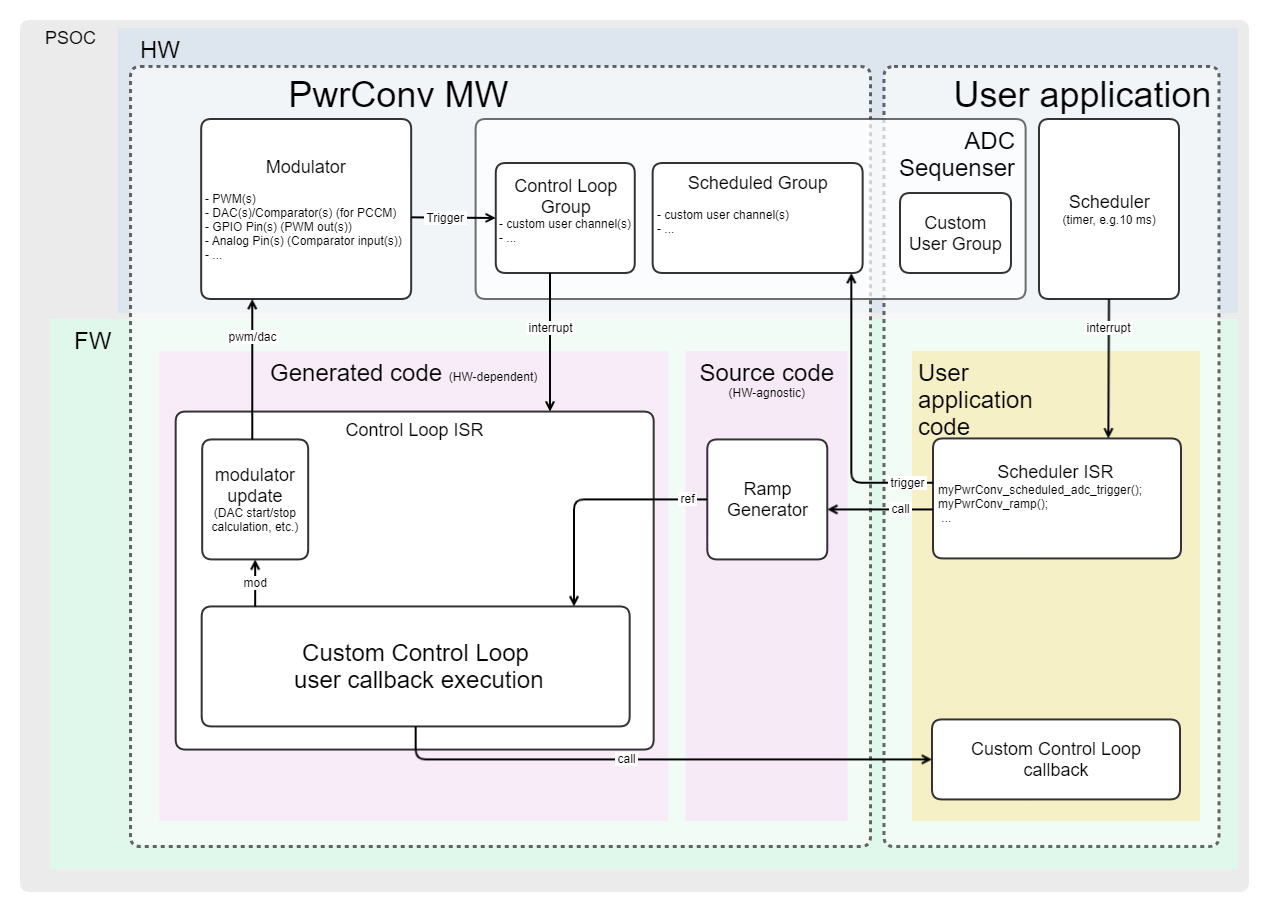 PSOC
HW
PwrConv MW
User application
Modulator
- PWM(s)
- DAC(s)/Comparator(s) (for PCCM)
- GPIO Pin(s) (PWM out(s))
- Analog Pin(s) (Comparator input(s))
- ...
Trigger
Control Loop
Group
- custom user channel(s)
- ...
Scheduled Group
- custom user channel(s)
- ...
ADC
Sequenser
Custom
User Group
Scheduler
(timer, e.g.10 ms)
FW
pwm/dac
interrupt
interrupt
Generated code (HW-dependent)
Source code
(HW-agnostic)
User
application
code
Control Loop ISR
modulator
update
(DAC start/stop
calculation, etc.)
mod
Custom Control Loop
user callback execution
ref
Ramp
Generator
trigger
call
Scheduler ISR
myPwrConv_scheduled_adc_trigger();
myPwrConv_ramp();
...
call
Custom Control Loop
callback